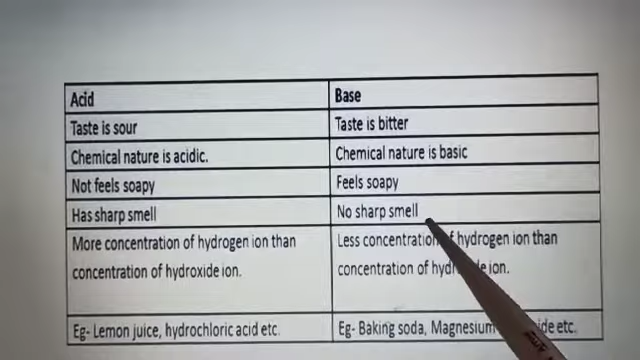 Acid Base
Taste is sour Taste is bitter
Chemical nature is acidic. Chemical nature is basic
Not feels soapy Feels soapy
Has sharp smell No sharp smell
More concentration of hydrogen ion than Less concentration of hydrogen ion than
concentration of hydroxide ion. concentration of ion.
Eg- Lemon juice, hydrochloric acid etc. Eg- Baking soda, Magnesium etc.